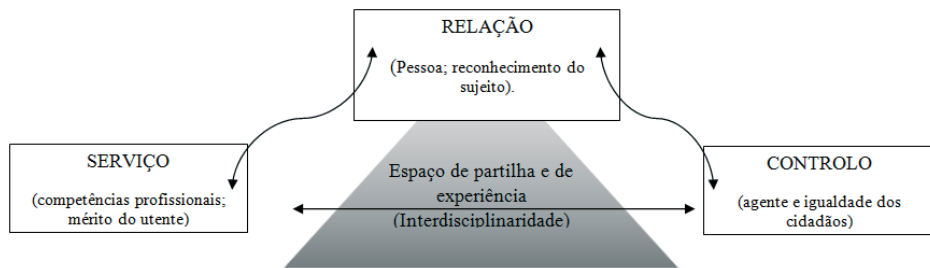 RELAÇÃO
(Pessoa; reconhecimento do
sujeito).
SERVIÇO
(competências profissionais;
mérito do utente)
Espaço de partilha e de
experiência
(Interdisciplinaridade)
CONTROLO
(agente e igualdade dos
cidadãos)